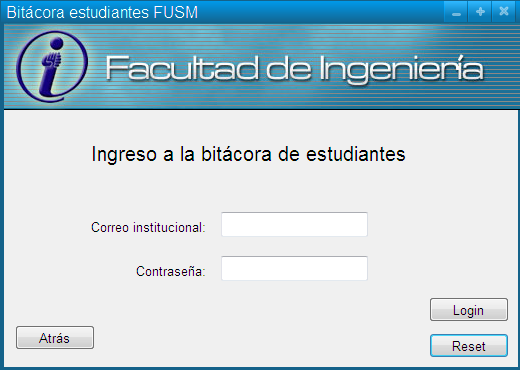 Bitácora estudiantes FUSM
Facultad de Ingeniería
Ingreso a la bitácora de estudiantes
Correo institucional:
Contraseña:
Login
Atrás
Reset